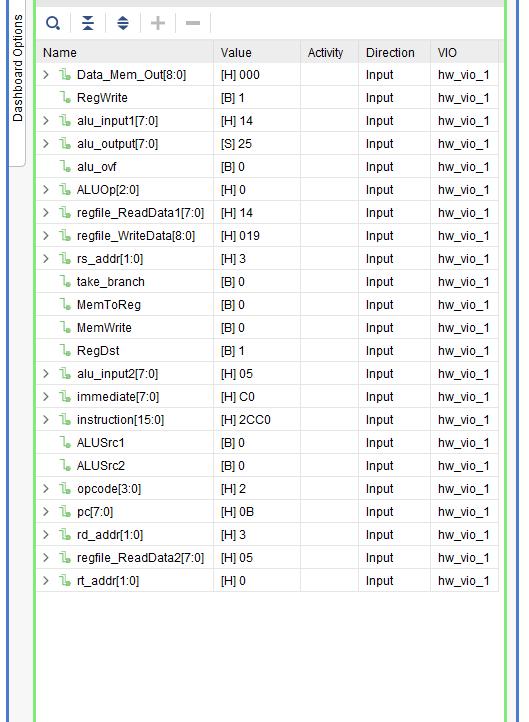 Dashboard Options
Name Value Activity Direction VIO
Data_Mem_Out[8:0] [H] 000 Input hw_vio_1
RegWrite [B] 1 Input hw_vio_1
alu_input1[7:0] [H] 14 Input hw_vio_1
alu_output[7:0] [S] 25 Input hw_vio_1
alu_ovf [B] 0 Input hw_vio_1
ALUOp[2:0] [H] 0 Input hw_vio_1
regfile_ReadData1[7:0] [H] 14 Input hw_vio_1
regfile_WriteData[8:0] [H] 019 Input hw_vio_1
rs_addr[1:0] [H] 3 Input hw_vio_1
take_branch [B] 0 Input hw_vio_1
MemToReg [B] 0 Input hw_vio_1
MemWrite [B] 0 Input hw_vio_1
RegDst [B] 1 Input hw_vio_1
alu_input2[7:0] [H] 05 Input hw_vio_1
immediate[7:0] [H] C0 Input hw_vio_1
instruction[15:0] [H] 2CC0 Input hw_vio_1
ALUSrc1 [B] 0 Input hw_vio_1
ALUSrc2 [B] 0 Input hw_vio_1
opcode[3:0] [H] 2 Input hw_vio_1
pc[7:0] [H] 0B Input hw_vio_1
rd_addr[1:0] [H] 3 Input hw_vio_1
regfile_ReadData2[7:0] [H] 05 Input hw_vio_1
rt_addr[1:0] [H] 0 Input hw_vio_1